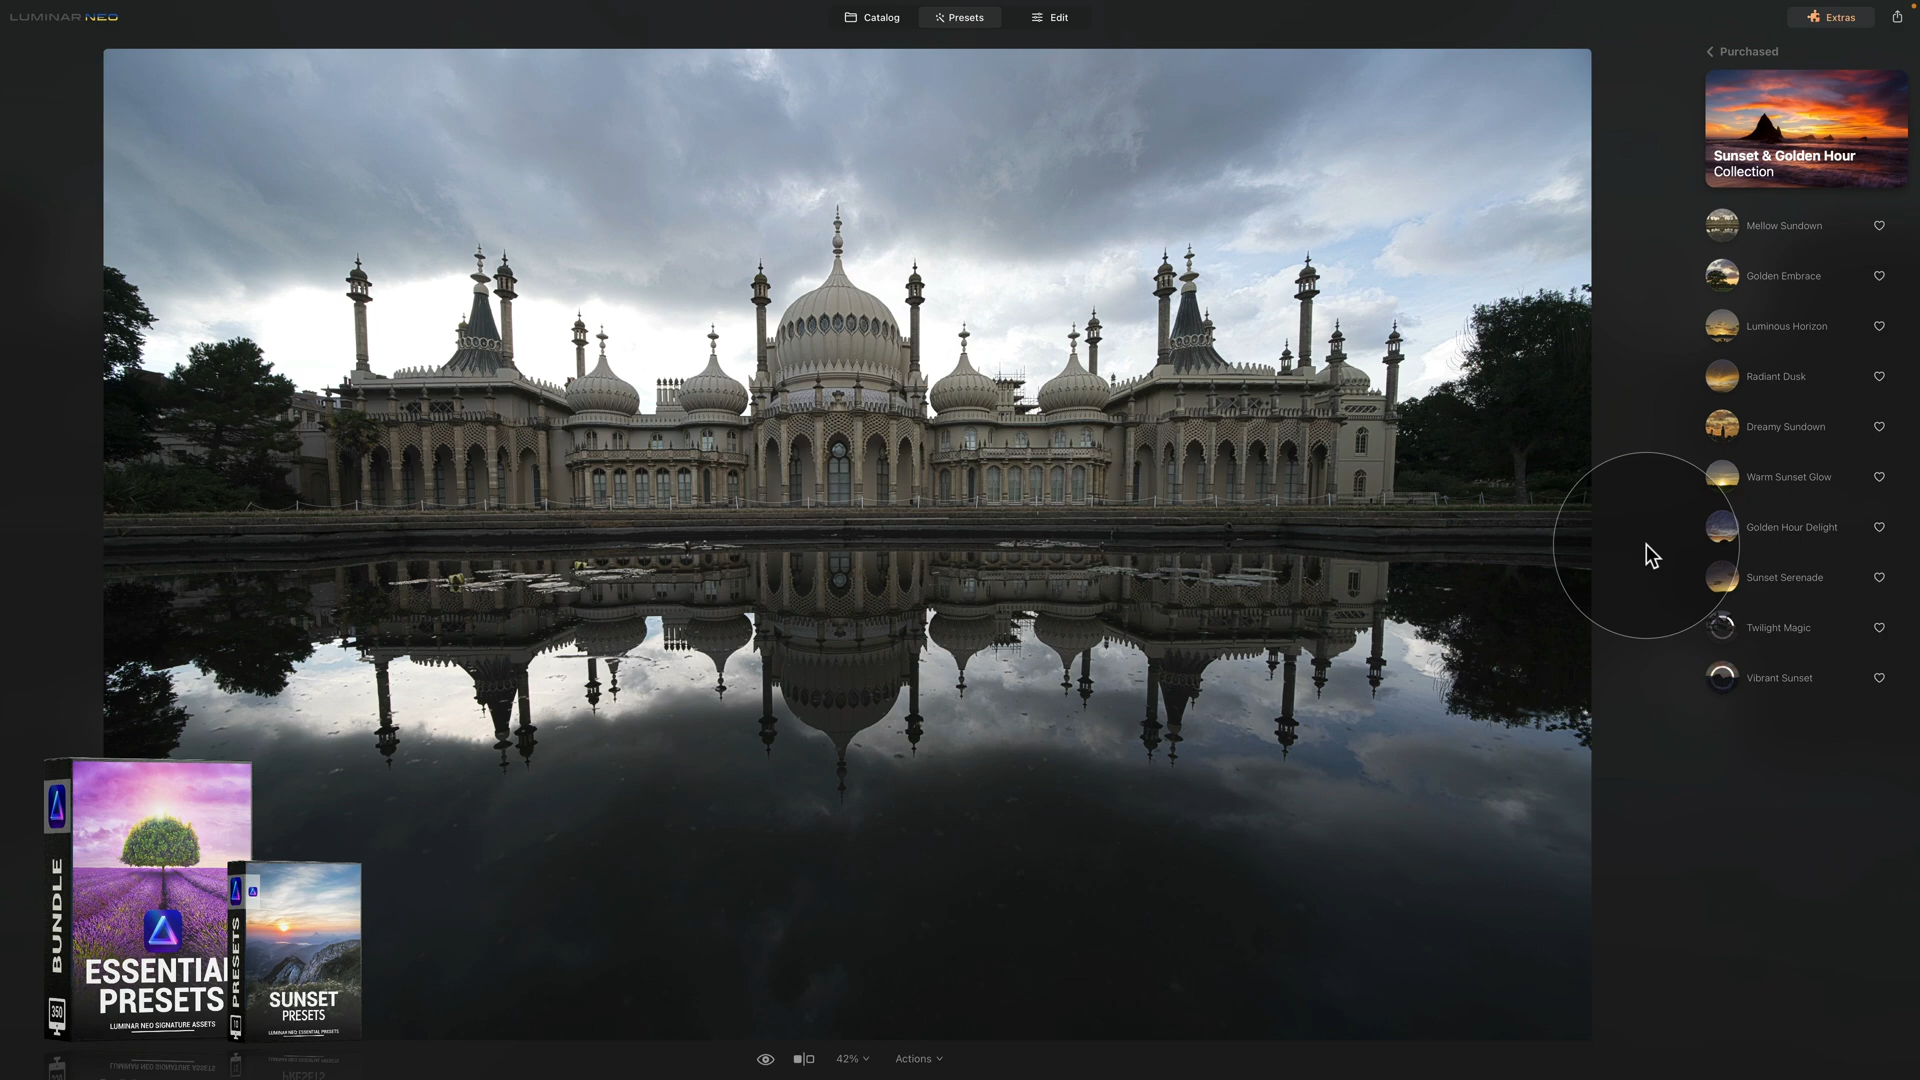 LUMINAR NEO
Catalog
Presets
Edit
Extras
Purchased
Sunset & Golden Hour
Collection
Mellow Sundown
Golden Embrace
Luminous Horizon
Radiant Dusk
Dreamy Sundown
Warm Sunset Glow
Golden Hour Delight
Sunset Serenade
Twilight Magic
Vibrant Sunset
BUNDLE
350
ESSENTIAL
PRESETS
LUMINAR NEO SIGNATURE ASSETS
PRESETS
10
SUNSET
PRESETS
LUMINAR NEO ESSENTIAL PRESETS
42%
Actions